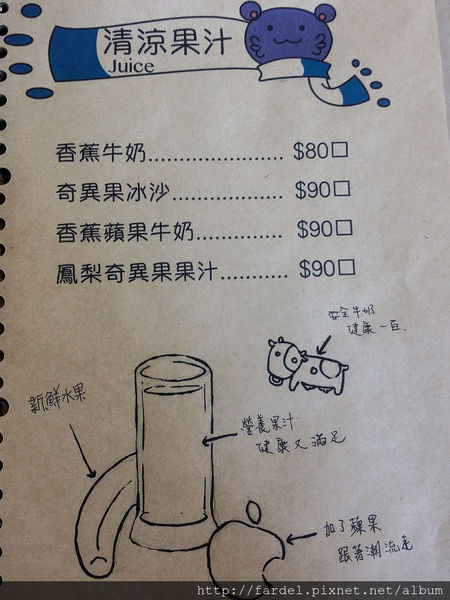 清涼果汁
Juice
香蕉牛奶........................ $80□
奇異果冰沙................... $90□
香蕉蘋果牛奶............... $90□
鳳梨奇異果果汁........... $90□
安全牛奶
健康一百.
新鮮水果
營養果汁
健康又滿足
加了蘋果
跟著潮流走
http://fardel.pixnet.net/album